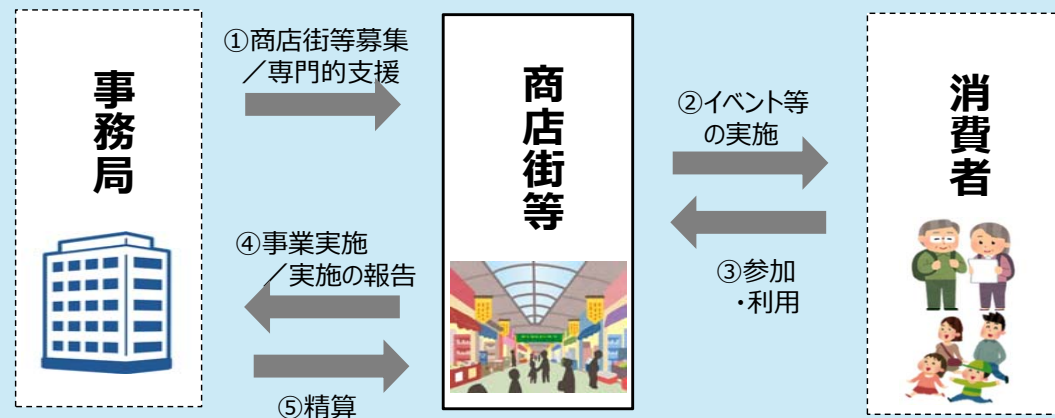 事務局
①商店街等募集
／専門的支援
④事業実施
／実施の報告
⑤精算
商店街等
②イベント等
の実施
③参加
・利用
消費者